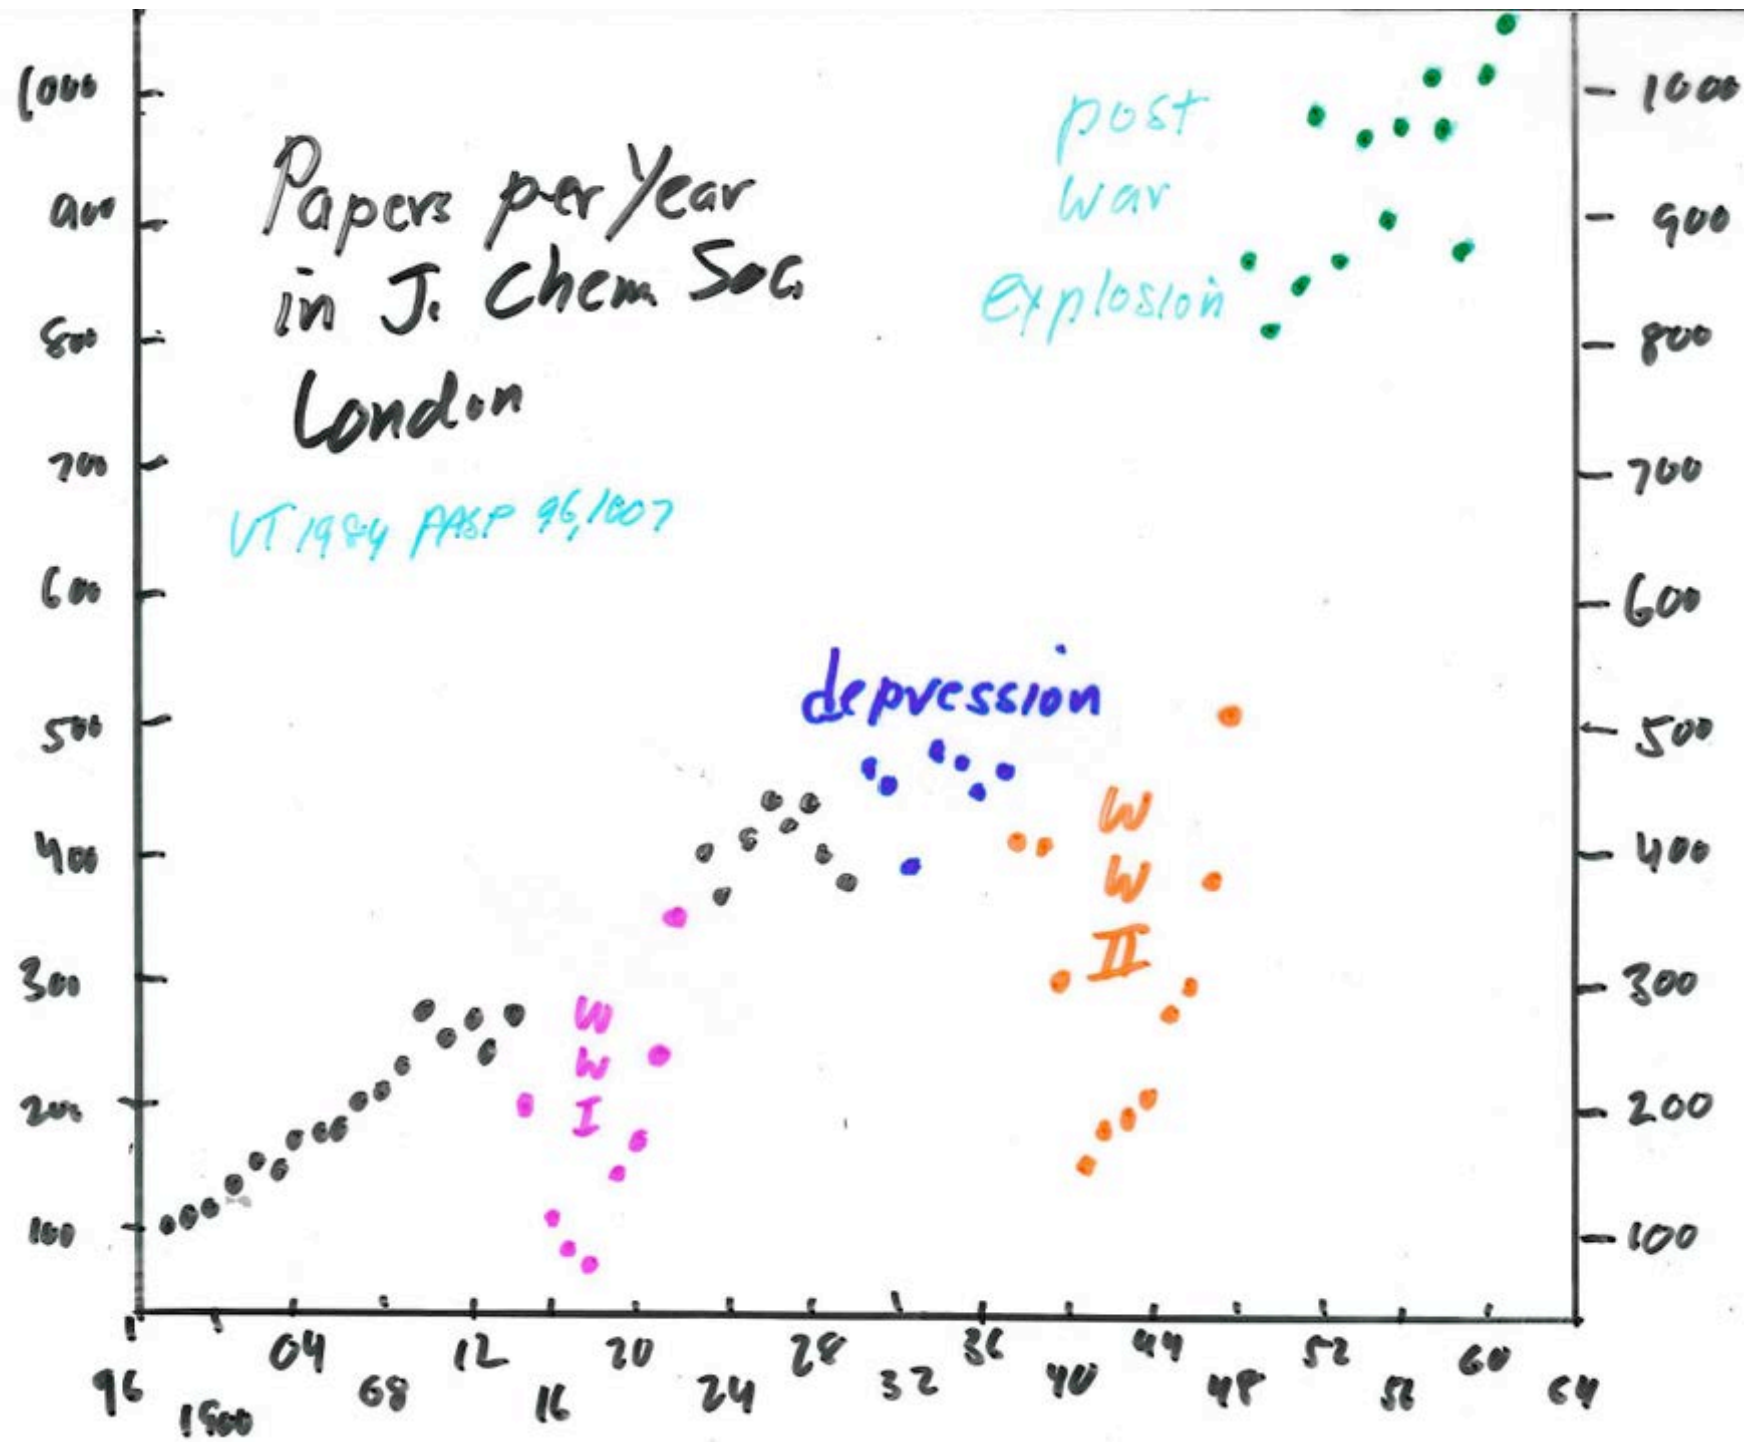 1000
900
800
700
600
500
400
300
200
100
Papers per Year
in J. Chem. Soc.
London
VT 1984 PASP 96, 1007
post
war
explosion
depression
W
W
I
W
W
II
1000
900
800
700
600
500
400
300
200
100
04 12 20 28 36 44 52 60
96 1900 08 16 24 32 40 48 56 64